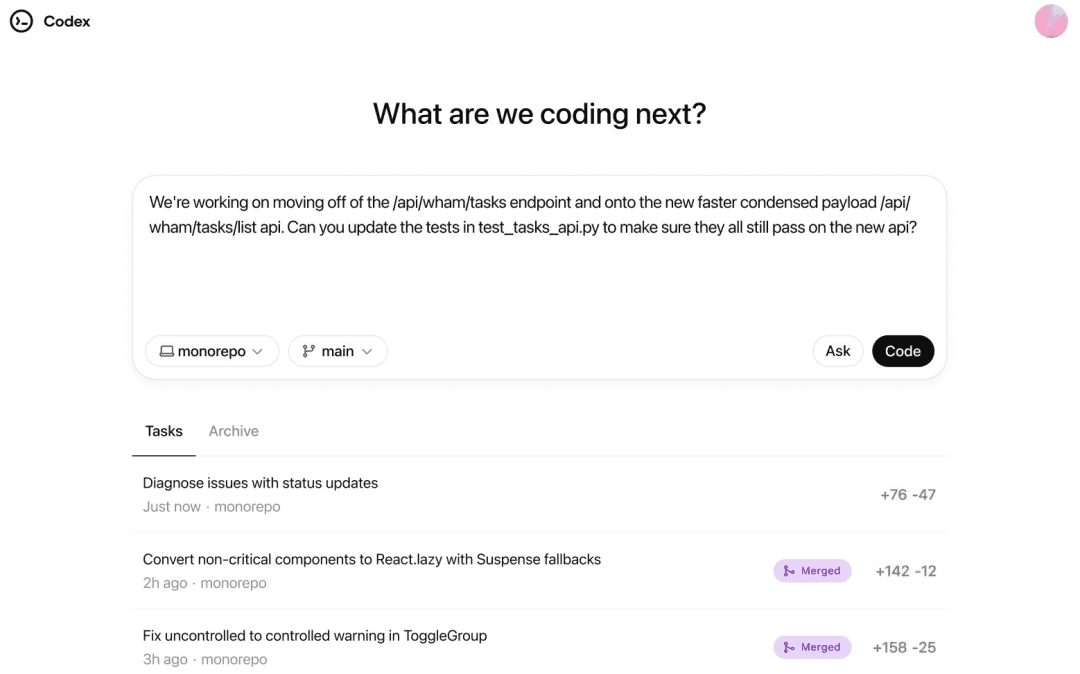 Codex
What are we coding next?
We're working on moving off of the /api/wham/tasks endpoint and onto the new faster condensed payload /api/
wham/tasks/list api. Can you update the tests in test_tasks_api.py to make sure they all still pass on the new api?
monorepo
main
Ask
Code
Tasks
Archive
Diagnose issues with status updates
Just now · monorepo
+76 -47
Convert non-critical components to React.lazy with Suspense fallbacks
2h ago · monorepo
Merged
+142 -12
Fix uncontrolled to controlled warning in ToggleGroup
3h ago · monorepo
Merged
+158 -25